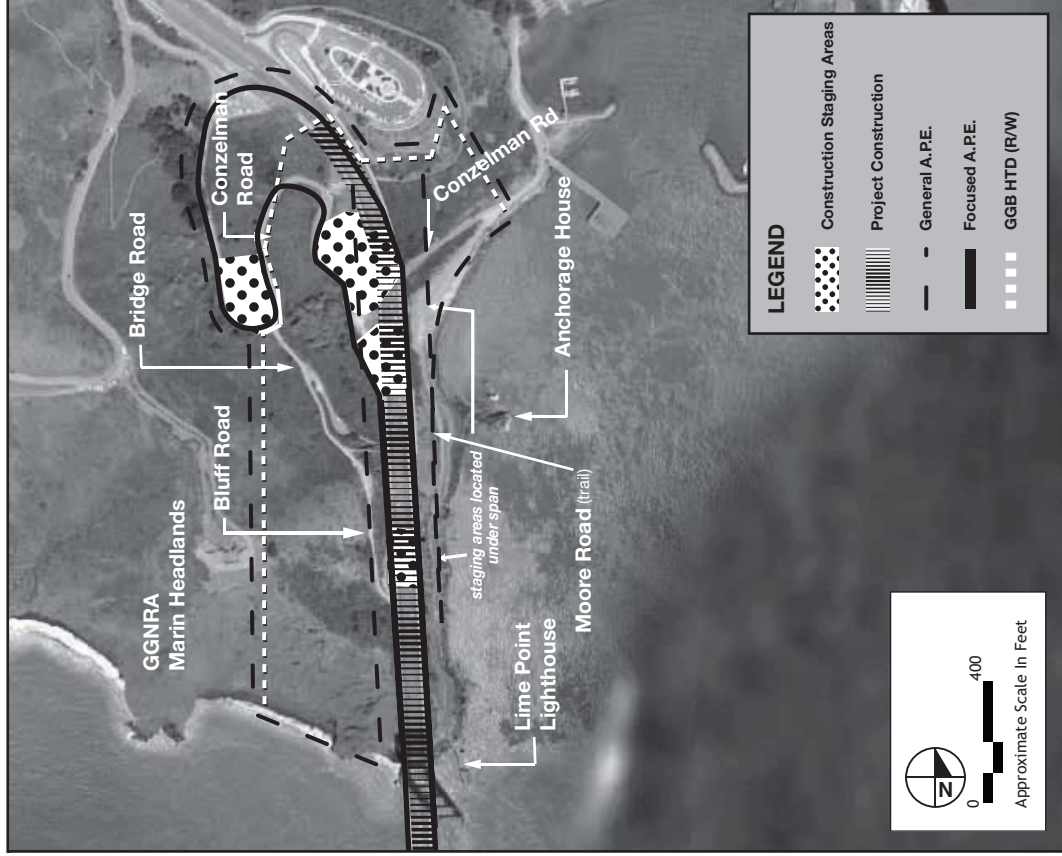 GGNRA
Marin Headlands
Bluff Road
Bridge Road
Conzelman
Road
Conzelman Rd
Anchorage House
staging areas located
under span
Moore Road (trail)
Lime Point
Lighthouse
LEGEND
Construction Staging Areas
Project Construction
General A.P.E.
Focused A.P.E.
GGB HTD (R/W)
N
0
400
Approximate Scale In Feet